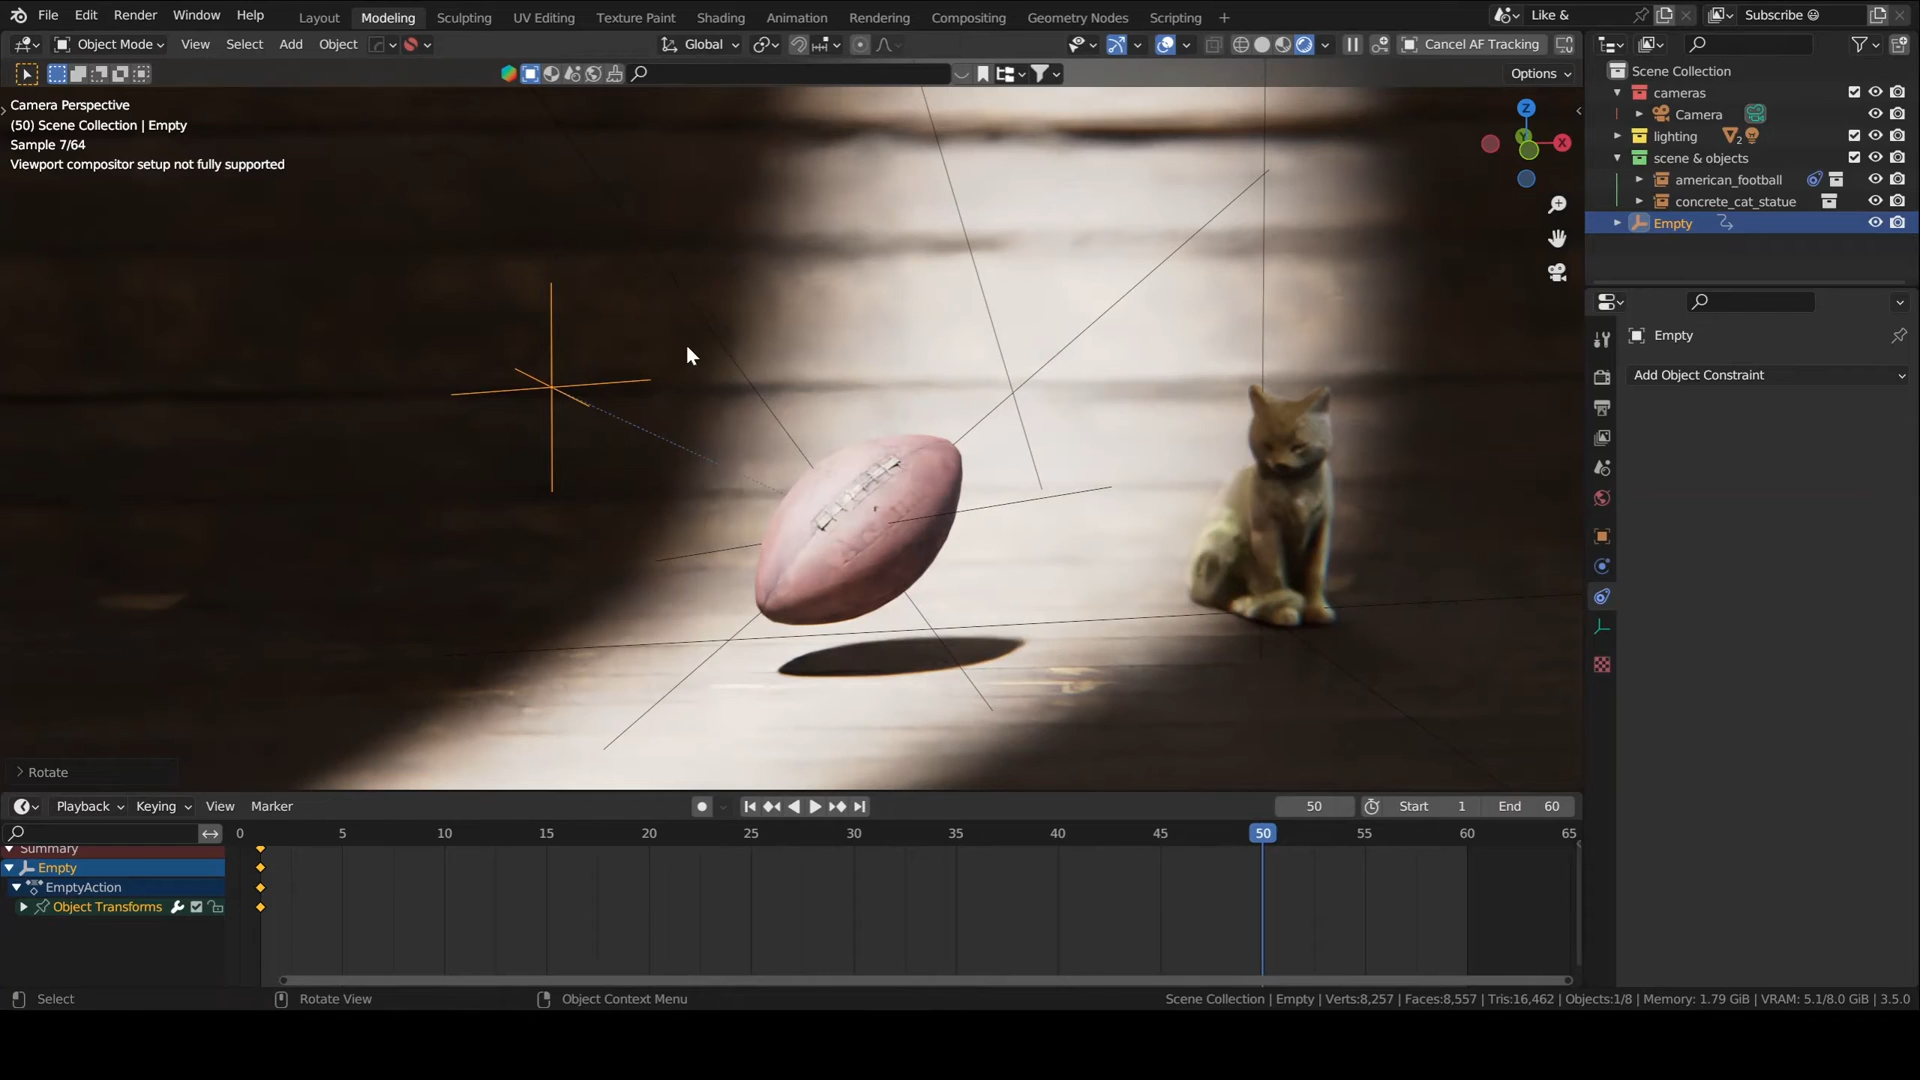 File Edit Render Window Help
Layout Modeling Sculpting UV Editing Texture Paint Shading Animation Rendering Compositing Geometry Nodes Scripting +
Like &
Subscribe
Object Mode View Select Add Object
Global
Cancel AF Tracking
Options
Camera Perspective
(50) Scene Collection | Empty
Sample 7/64
Viewport compositor setup not fully supported
Z
Y
X
Scene Collection
cameras
Camera
lighting
2
scene & objects
american_football
concrete_cat_statue
Empty
Empty
Add Object Constraint
Rotate
Playback Keying View Marker
50 Start 1 End 60
0 5 10 15 20 25 30 35 40 45 50 55 60 65
Summary
Empty
EmptyAction
Object Transforms
Select Rotate View Object Context Menu
Scene Collection | Empty | Verts:8,257 | Faces:8,557 | Tris:16,462 | Objects:1/8 | Memory: 1.79 GiB | VRAM: 5.1/8.0 GiB | 3.5.0